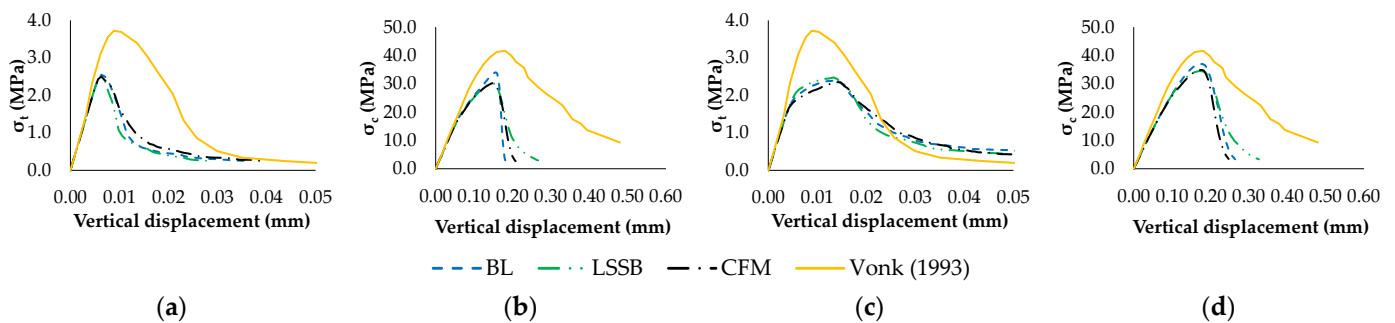 4.0
3.0
2.0
1.0
0.0
σt (MPa)
0.00 0.01 0.02 0.03 0.04 0.05
Vertical displacement (mm)
50.0
40.0
30.0
20.0
10.0
0.0
σc (MPa)
0.00 0.10 0.20 0.30 0.40 0.50 0.60
Vertical displacement (mm)
4.0
3.0
2.0
1.0
0.0
σt (MPa)
0.00 0.01 0.02 0.03 0.04 0.05
Vertical displacement (mm)
50.0
40.0
30.0
20.0
10.0
0.0
σc (MPa)
0.00 0.10 0.20 0.30 0.40 0.50 0.60
Vertical displacement (mm)
BL LSSB CFM Vonk (1993)
(a) (b) (c) (d)